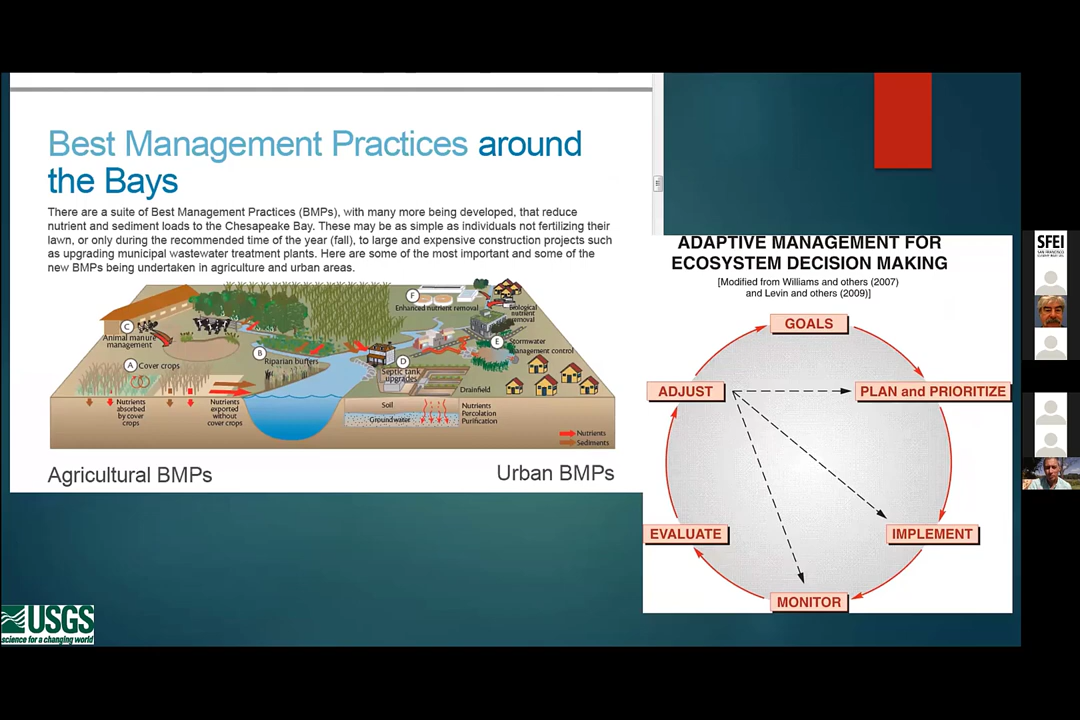 Best Management Practices around
the Bays
There are a suite of Best Management Practices (BMPs), with many more being developed, that reduce
nutrient and sediment loads to the Chesapeake Bay. These may be as simple as individuals not fertilizing their
lawn, or only during the recommended time of the year (fall), to large and expensive construction projects such
as upgrading municipal wastewater treatment plants. Here are some of the most important and some of the
new BMPs being undertaken in agriculture and urban areas.
F
Enhanced nutrient removal
Biological
nutrient
removal
C
Animal manure
management
E
Stormwater
management control
B
Riparian buffers
A Cover crops
D
Septic tank
upgrades
Drainfield
Nutrients
absorbed
by cover
crops
Nutrients
exported
without
cover crops
Soil
Groundwater
Nutrients
Percolation
Purification
Nutrients
Sediments
Agricultural BMPs
Urban BMPs
ADAPTIVE MANAGEMENT FOR
ECOSYSTEM DECISION MAKING
[Modified from Williams and others (2007)
and Levin and others (2009)]
GOALS
ADJUST
PLAN and PRIORITIZE
EVALUATE
IMPLEMENT
MONITOR
USGS
science for a changing world
SFEI